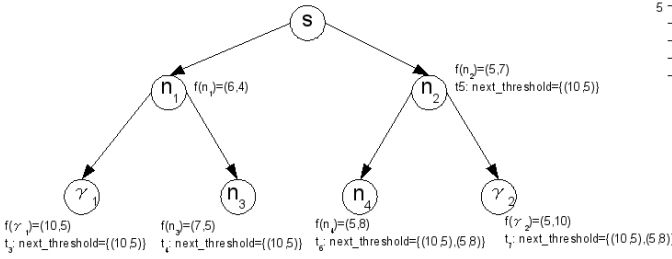 5
s
n₁
f(n₁)=(6,4)
n₂
f(n₂)=(5,7)
t5: next_threshold={(10,5)}
γ₁
n₃
n₄
γ₂
f(γ₁)=(10,5)
t₃: next_threshold={(10,5)}
f(n₃)=(7,5)
t₄: next_threshold={(10,5)}
f(n₄)=(5,8)
t₆: next_threshold={(10,5),(5,8)}
f(γ₂)=(5,10)
t₇: next_threshold={(10,5),(5,8)